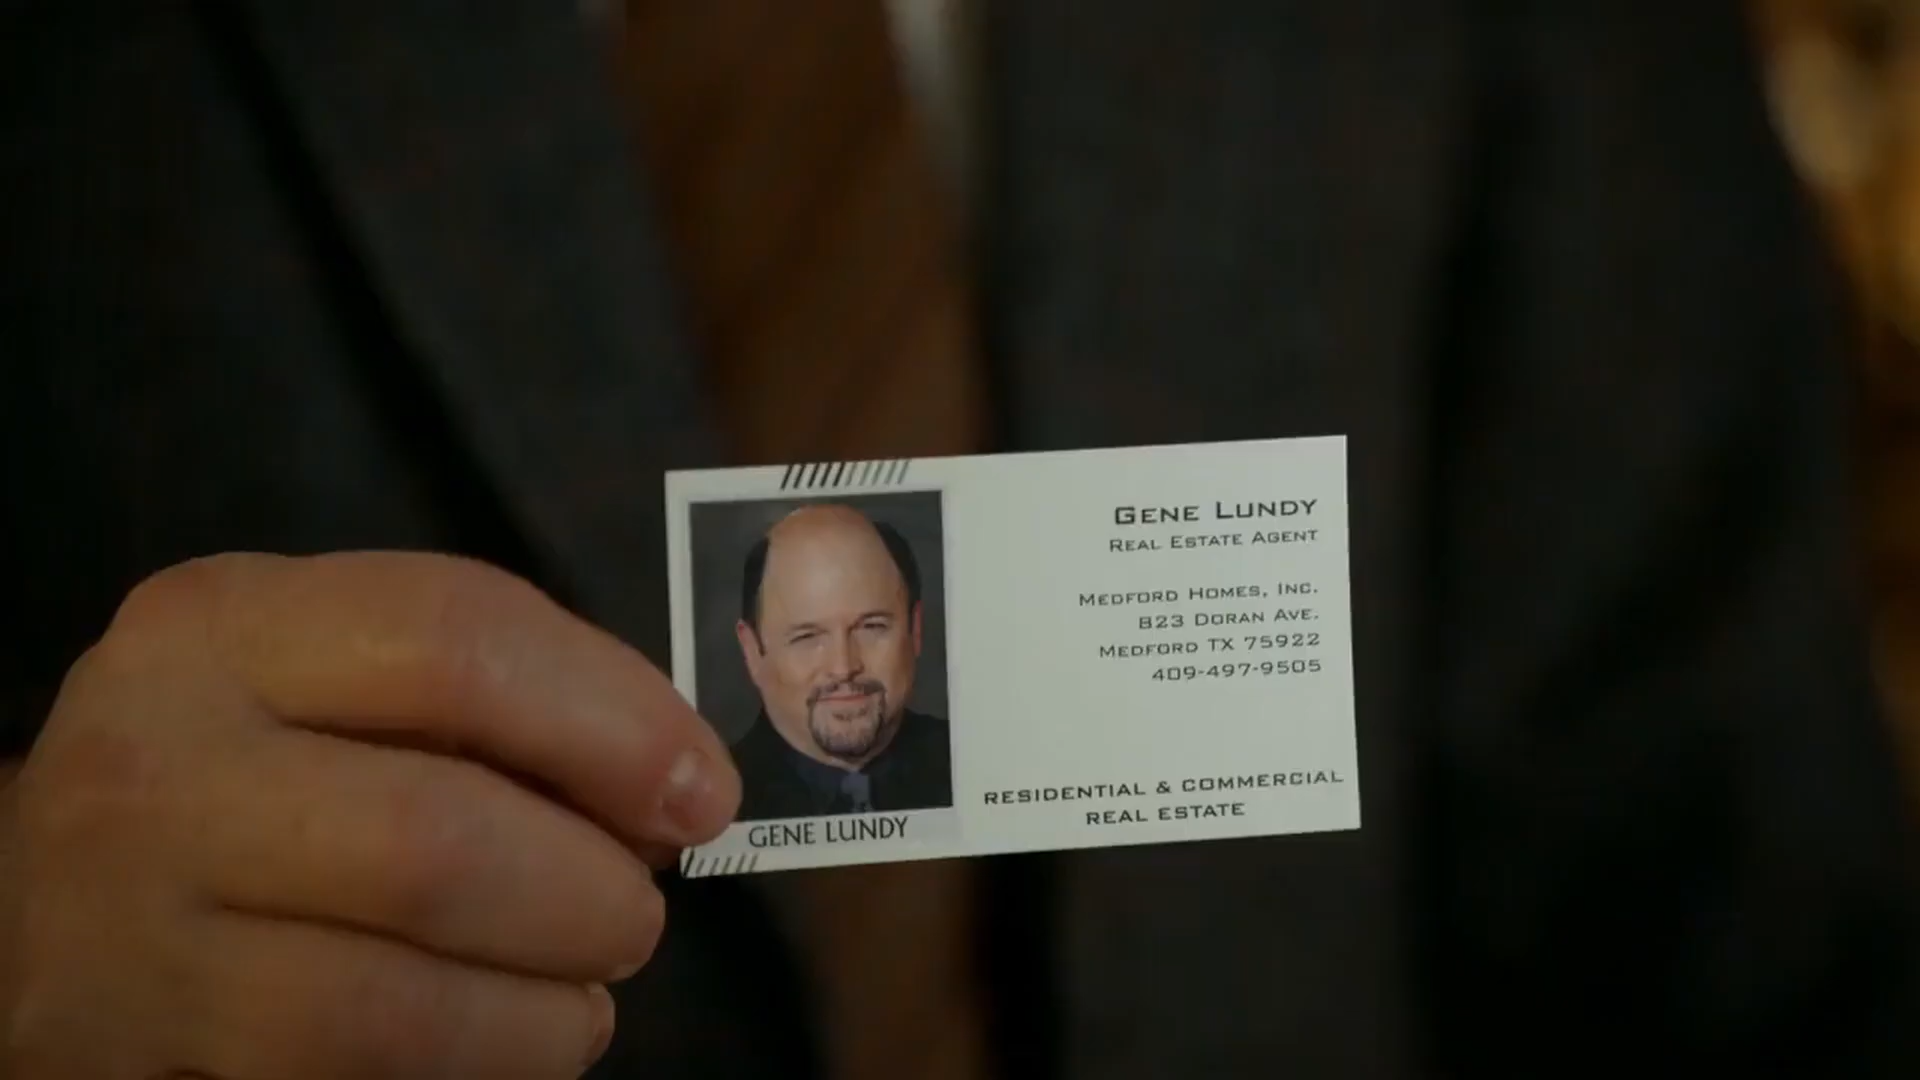 GENE LUNDY
REAL ESTATE AGENT
MEDFORD HOMES, INC.
823 DORAN AVE.
MEDFORD TX 75922
409-497-9505
RESIDENTIAL & COMMERCIAL
REAL ESTATE
GENE LUNDY